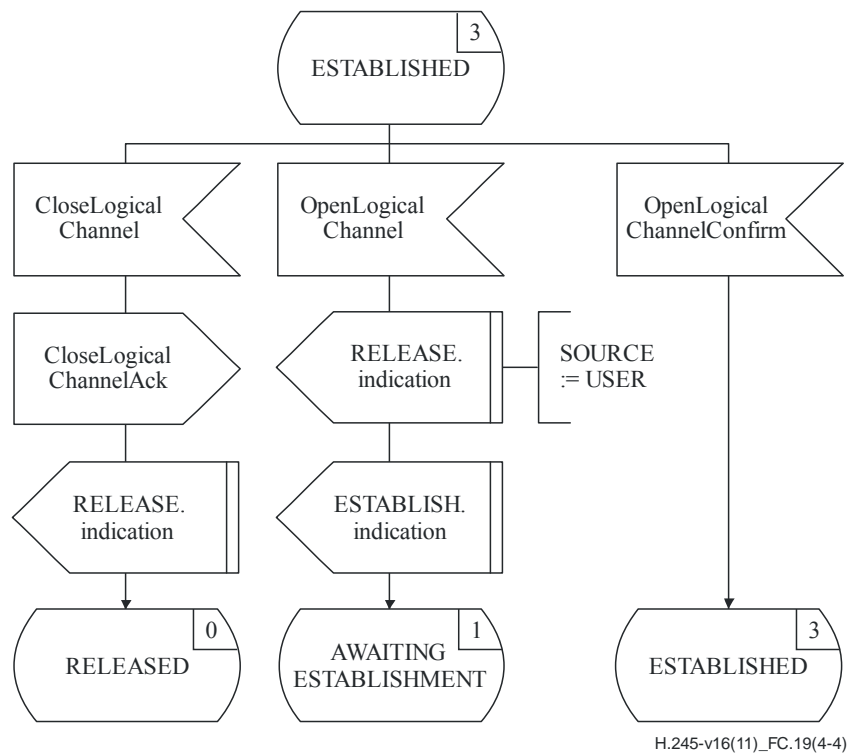 3
ESTABLISHED
CloseLogical
Channel
OpenLogical
Channel
OpenLogical
ChannelConfirm
CloseLogical
ChannelAck
RELEASE.
indication
SOURCE
:= USER
RELEASE.
indication
ESTABLISH.
indication
0
RELEASED
1
AWAITING
ESTABLISHMENT
3
ESTABLISHED
H.245-v16(11)_FC.19(4-4)